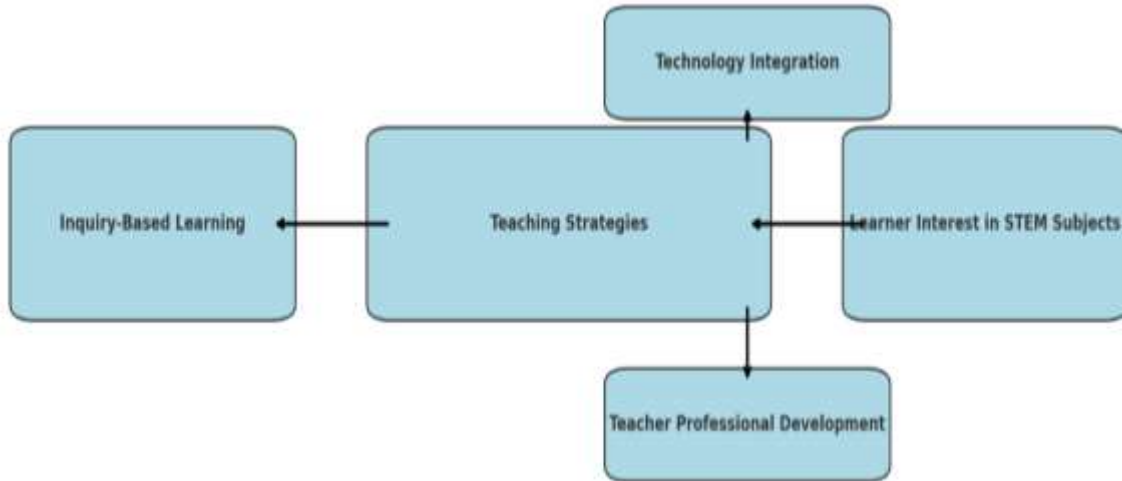 Technology Integration
Inquiry-Based Learning
Teaching Strategies
Learner Interest in STEM Subjects
Teacher Professional Development